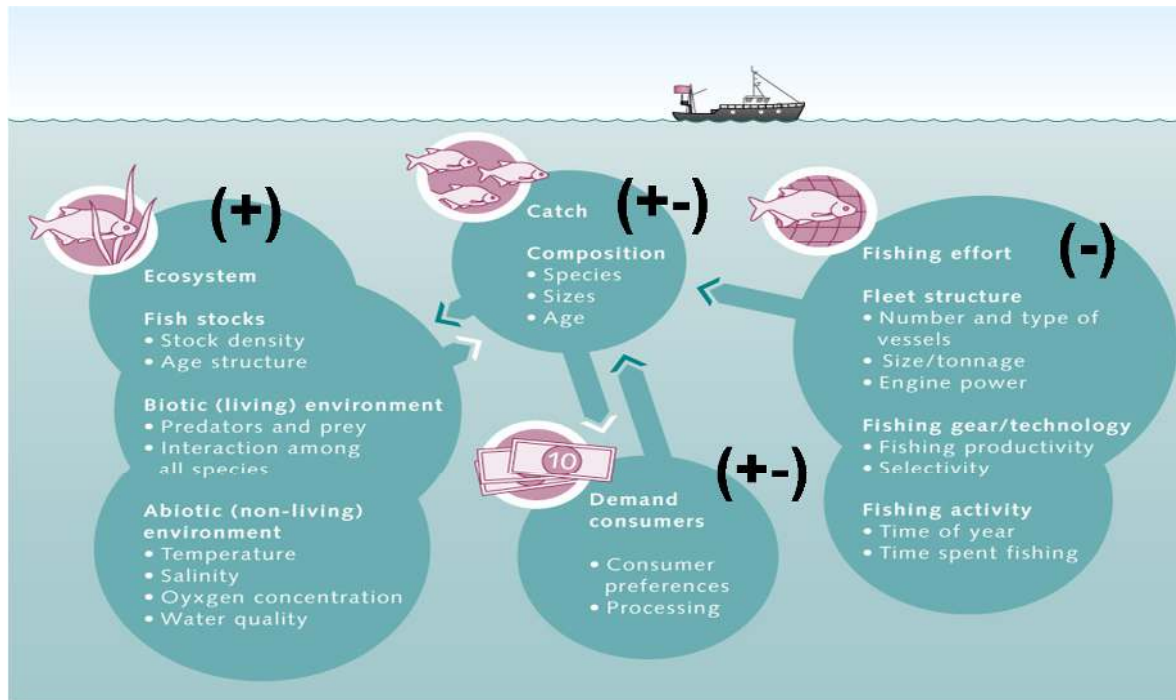 (+)
Ecosystem
Fish stocks
• Stock density
• Age structure
Biotic (living) environment
• Predators and prey
• Interaction among
all species
Abiotic (non-living)
environment
• Temperature
• Salinity
• Oyxgen concentration
• Water quality
(+-)
Catch
Composition
• Species
• Sizes
• Age
10
(+-)
Demand
consumers
• Consumer
preferences
• Processing
(-)
Fishing effort
Fleet structure
• Number and type of
vessels
• Size/tonnage
• Engine power
Fishing gear/technology
• Fishing productivity
• Selectivity
Fishing activity
• Time of year
• Time spent fishing